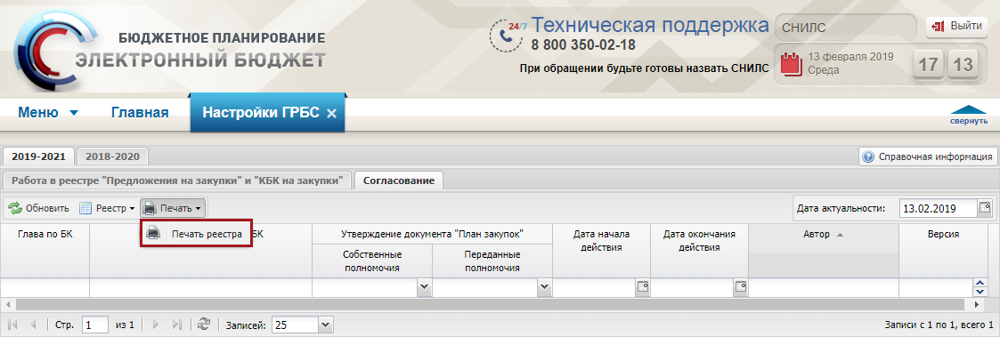 БЮДЖЕТНОЕ ПЛАНИРОВАНИЕ
ЭЛЕКТРОННЫЙ БЮДЖЕТ
24/7 Техническая поддержка
8 800 350-02-18
При обращении будьте готовы назвать СНИЛС
СНИЛС
Выйти
13 февраля 2019
Среда
17 13
Меню Главная Настройки ГРБС
свернуть
2019-2021 2018-2020 Справочная информация
Работа в реестре "Предложения на закупки" и "КБК на закупки" Согласование
Обновить Реестр Печать Дата актуальности: 13.02.2019
Печать реестра
Глава по БК БК Утверждение документа "План закупок" Дата начала действия Дата окончания действия Автор Версия
Собственные полномочия Переданные полномочия
Стр. 1 из 1 Записей: 25 Записи с 1 по 1, всего 1